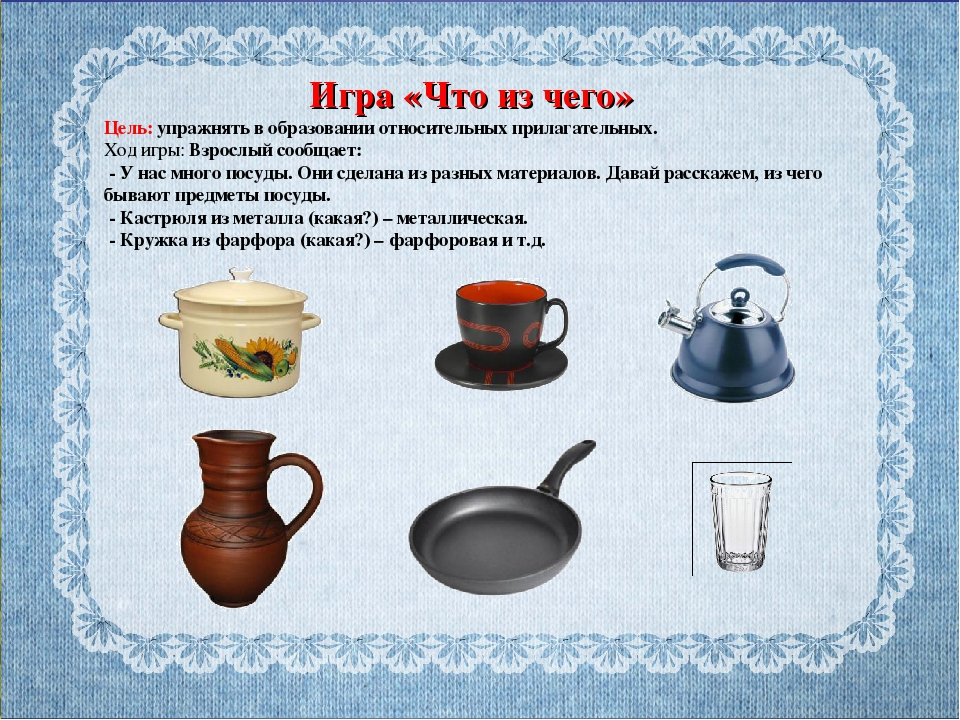 Игра «Что из чего»
Цель: упражнять в образовании относительных прилагательных.
Ход игры: Взрослый сообщает:
- У нас много посуды. Они сделана из разных материалов. Давай расскажем, из чего
бывают предметы посуды.
- Кастрюля из металла (какая?) – металлическая.
- Кружка из фарфора (какая?) – фарфоровая и т.д.